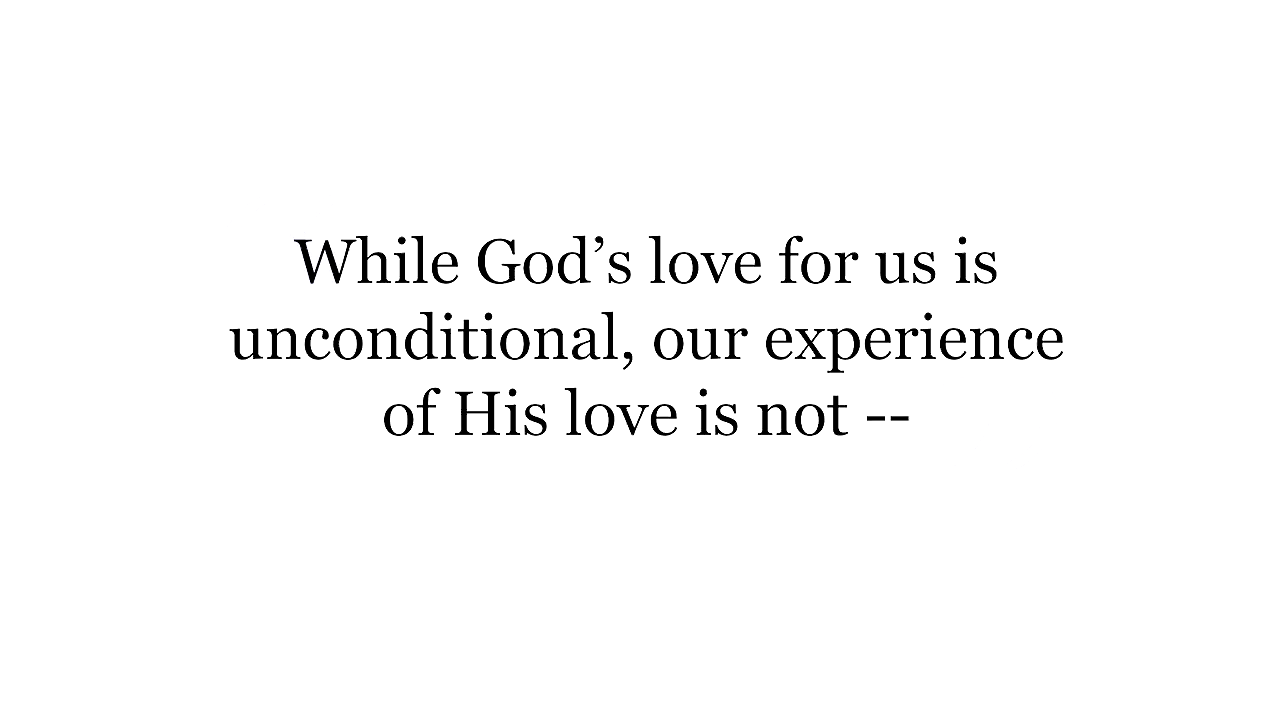 While God’s love for us is
unconditional, our experience
of His love is not --